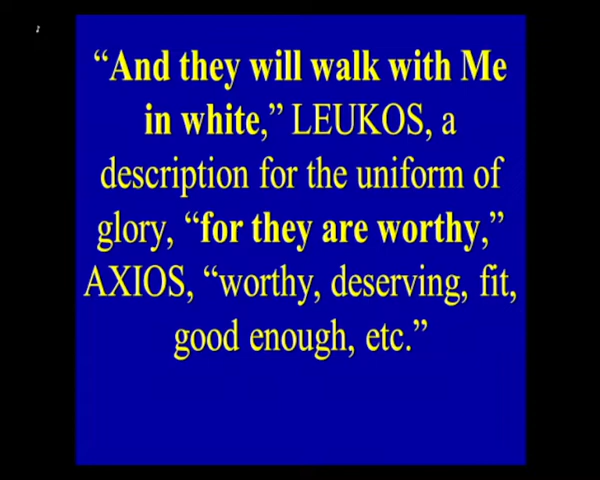 “And they will walk with Me
in white,” LEUKOS, a
description for the uniform of
glory, “for they are worthy,”
AXIOS, “worthy, deserving, fit,
good enough, etc.”